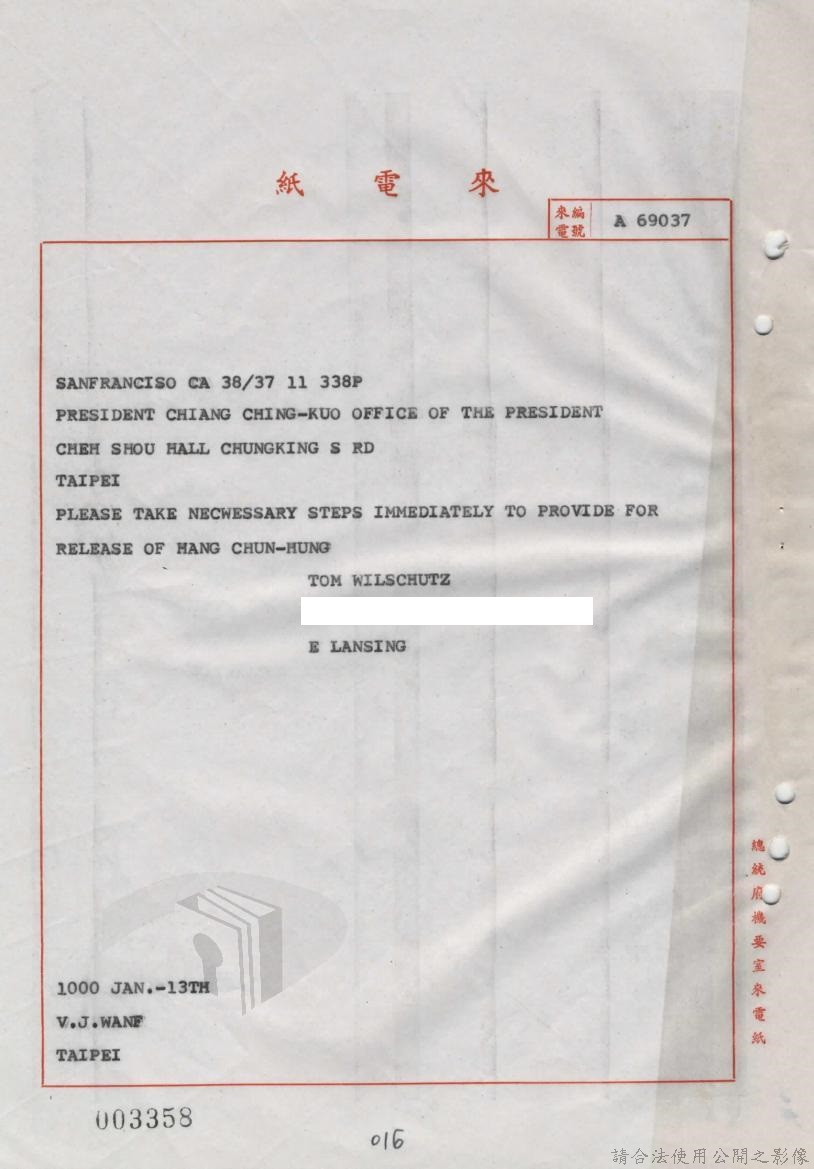 紙電來
來電 編號 A 69037
SANFRANCISO CA 38/37 11 338P
PRESIDENT CHIANG CHING-KUO OFFICE OF THE PRESIDENT
CHEH SHOU HALL CHUNGKING S RD
TAIPEI
PLEASE TAKE NECWESSARY STEPS IMMEDIATELY TO PROVIDE FOR
RELEASE OF HANG CHUN-HUNG
TOM WILSCHUTZ
E LANSING
1000 JAN.-13TH
V.J.WANF
TAIPEI
總統府機要室來電紙
003358
016
請合法使用公開之影像